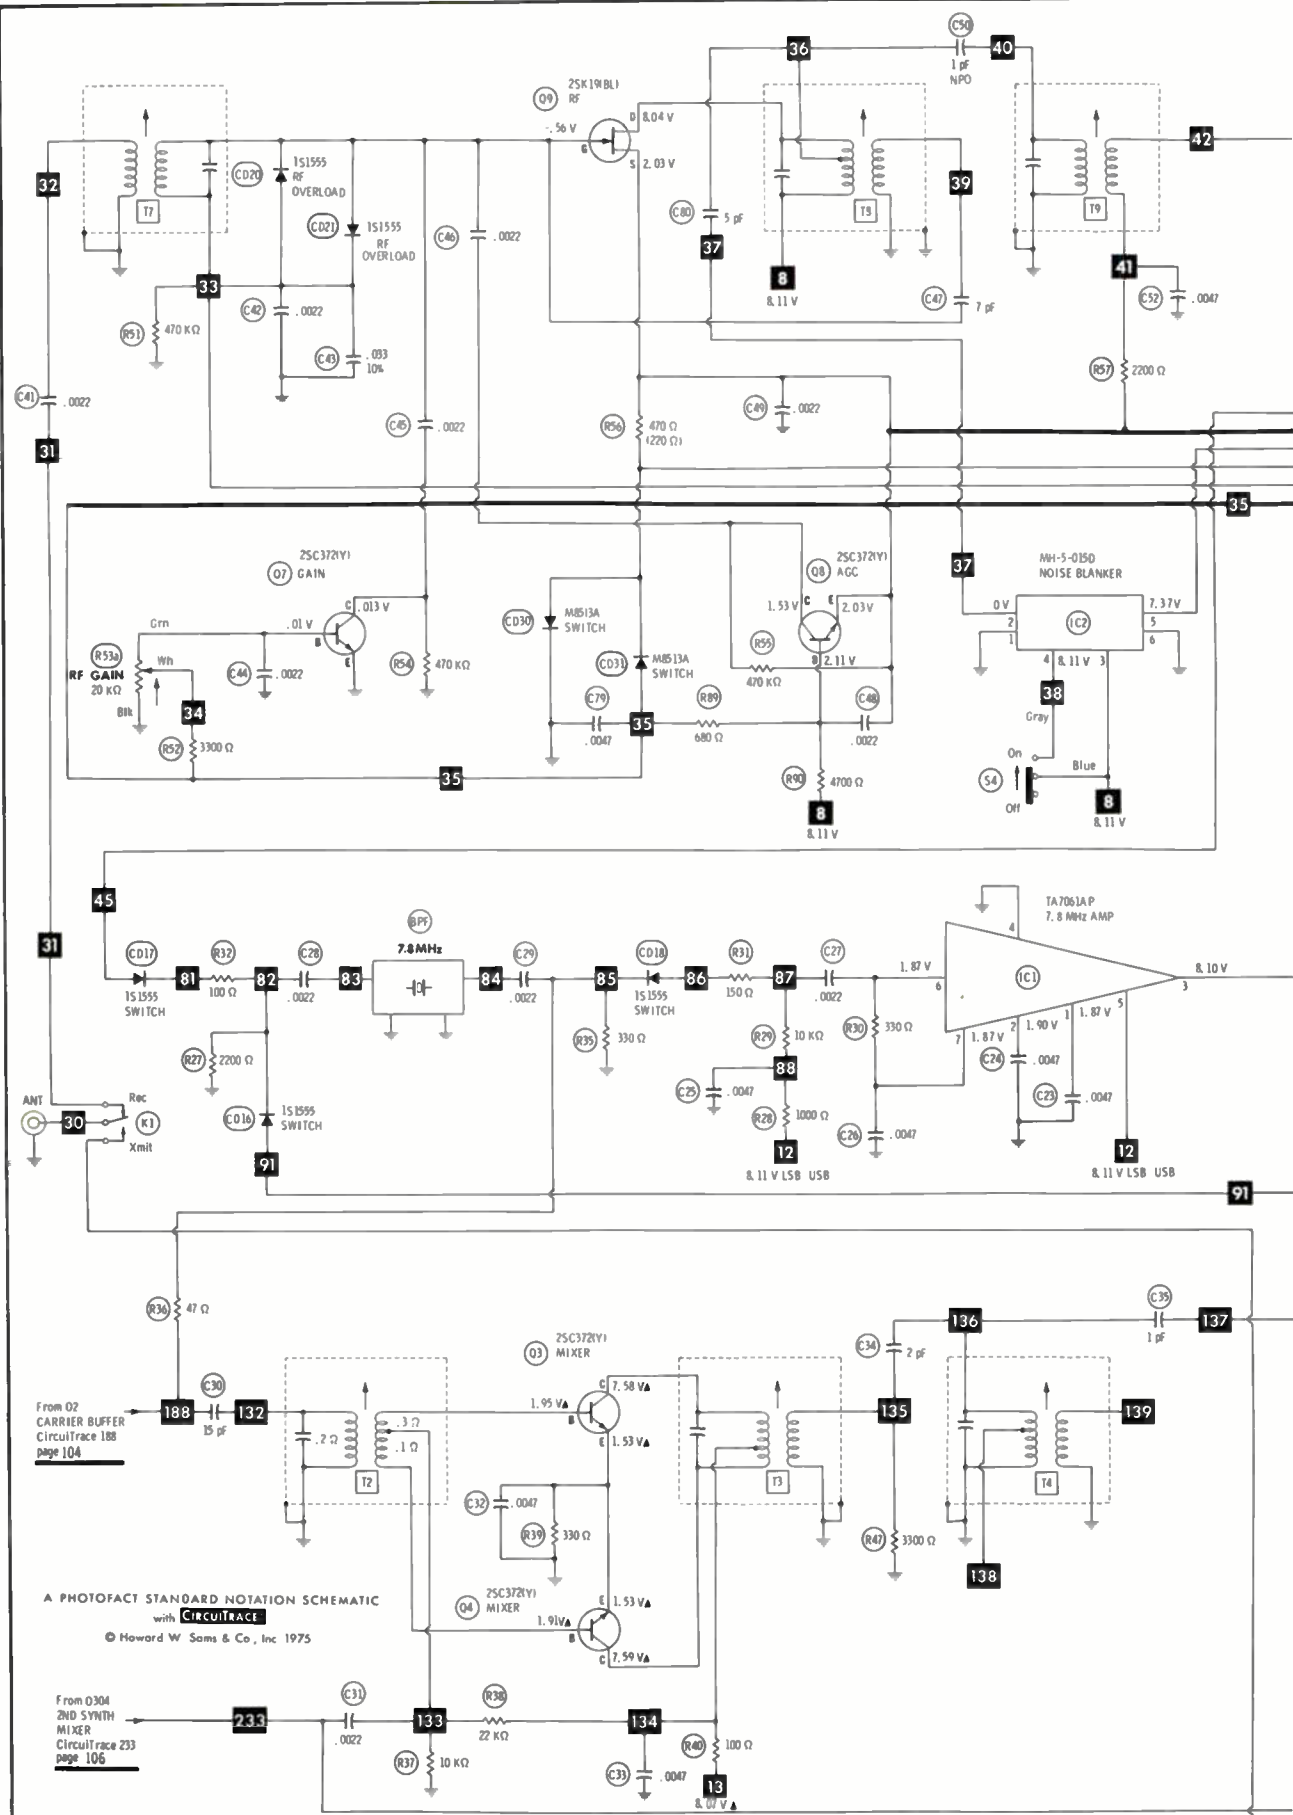 C50
36
40
1 pF
NPO
2SK19(BL)
Q9 RF
D 8.04 V
-.56 V
G
S 2.03 V
42
32
CD20
1S1555
RF
OVERLOAD
T7
CD21
1S1555
RF
OVERLOAD
C46
.0022
C80
5 pF
37
T8
39
T9
33
8
8.11 V
41
C52
.0047
R51
470 KΩ
C42
.0022
C43
.033
10%
C47
7 pF
R57
2200 Ω
C41
.0022
C45
.0022
R56
470 Ω
(220 Ω)
C49
.0022
31
35
2SC372(Y)
Q7 GAIN
C .013 V
.01 V
B
E
Grn
R53a
Wh
RF GAIN
20 KΩ
Blk
C44
.0022
34
R52
3300 Ω
R54
470 KΩ
CD30
M8513A
SWITCH
CD31
M8513A
SWITCH
2SC372(Y)
Q8 AGC
C
E
1.53 V
2.03 V
R55
470 KΩ
B
2.11 V
C79
.0047
35
R89
680 Ω
C48
.0022
35
R90
4700 Ω
8
8.11 V
37
MH-5-015D
NOISE BLANKER
0 V
2
1
IC2
7.37 V
5
6
4
8.11 V
3
38
Gray
On
S4
Off
Blue
8
8.11 V
45
31
BPF
7.8 MHz
CD17
1S1555
SWITCH
81
R32
100 Ω
82
C28
.0022
83
84
C29
.0022
85
CD18
1S1555
SWITCH
86
R31
150 Ω
87
C27
.0022
TA7061AP
7.8 MHz AMP
4
1.87 V
6
IC1
8.10 V
3
5
1 1.87 V
2 1.90 V
7 1.87 V
R27
2200 Ω
R35
330 Ω
R29
10 KΩ
R30
330 Ω
C24
.0047
88
C25
.0047
R28
1000 Ω
C23
.0047
C26
.0047
ANT
30
Rec
K1
Xmit
CD16
1S1555
SWITCH
91
12
8.11 V LSB USB
12
8.11 V LSB USB
91
R36
47 Ω
C35
1 pF
136
137
2SC372(Y)
Q3 MIXER
C34
2 pF
From Q2
CARRIER BUFFER
CircuiTrace 188
page 104
188
C30
15 pF
132
.2 Ω
.3 Ω
.1 Ω
T2
1.95 V▲
B
C 7.58 V▲
E 1.53 V▲
T3
135
T4
139
C32
.0047
R39
330 Ω
R47
3300 Ω
138
A PHOTOFACT STANDARD NOTATION SCHEMATIC
with CIRCUITRACE
© Howard W Sams & Co, Inc 1975
2SC372(Y)
Q4 MIXER
E 1.53 V▲
1.91V▲
B
C 7.59 V▲
From Q304
2ND SYNTH
MIXER
CircuiTrace 233
page 106
233
C31
.0022
133
R38
22 KΩ
134
R37
10 KΩ
C33
.0047
R40
100 Ω
13
8.07 V▲